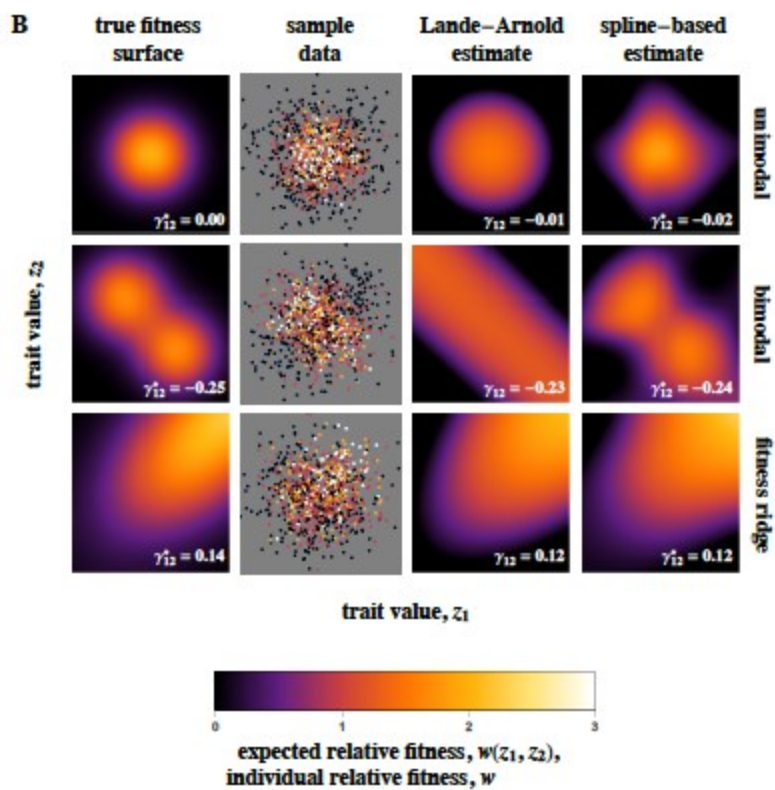 B
true fitness surface
sample data
Lande–Arnold estimate
spline–based estimate
γ*₁₂ = 0.00
γ₁₂ = −0.01
γ*₁₂ = −0.02
unimodal
trait value, z₂
γ*₁₂ = −0.25
γ₁₂ = −0.23
γ*₁₂ = −0.24
bimodal
γ*₁₂ = 0.14
γ₁₂ = 0.12
γ*₁₂ = 0.12
fitness ridge
trait value, z₁
0 1 2 3
expected relative fitness, w(z₁, z₂),
individual relative fitness, w